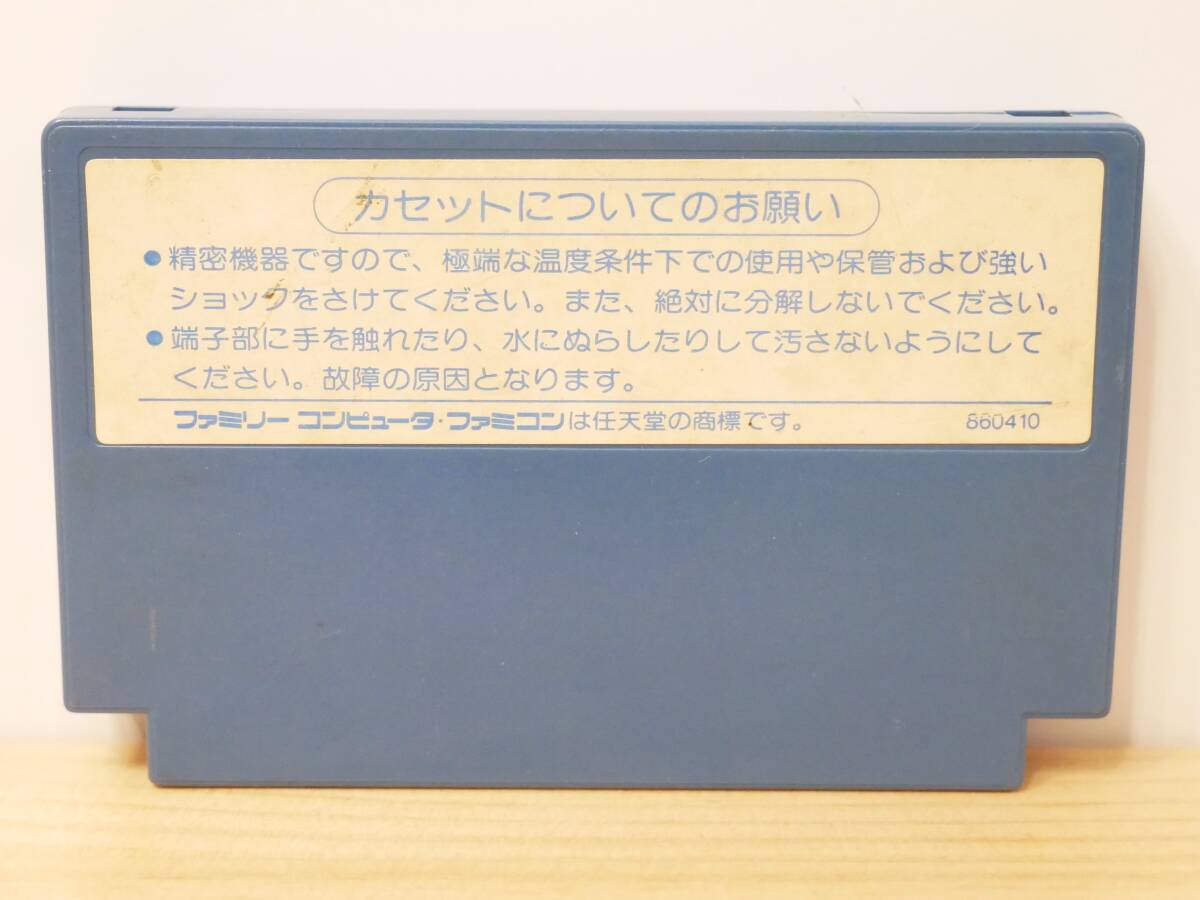 カセットについてのお願い
●精密機器ですので、極端な温度条件下での使用や保管および強い
ショックをさけてください。また、絶対に分解しないでください。
●端子部に手を触れたり、水にぬらしたりして汚さないようにして
ください。故障の原因となります。
ファミリーコンピュータ・ファミコンは任天堂の商標です。 860410